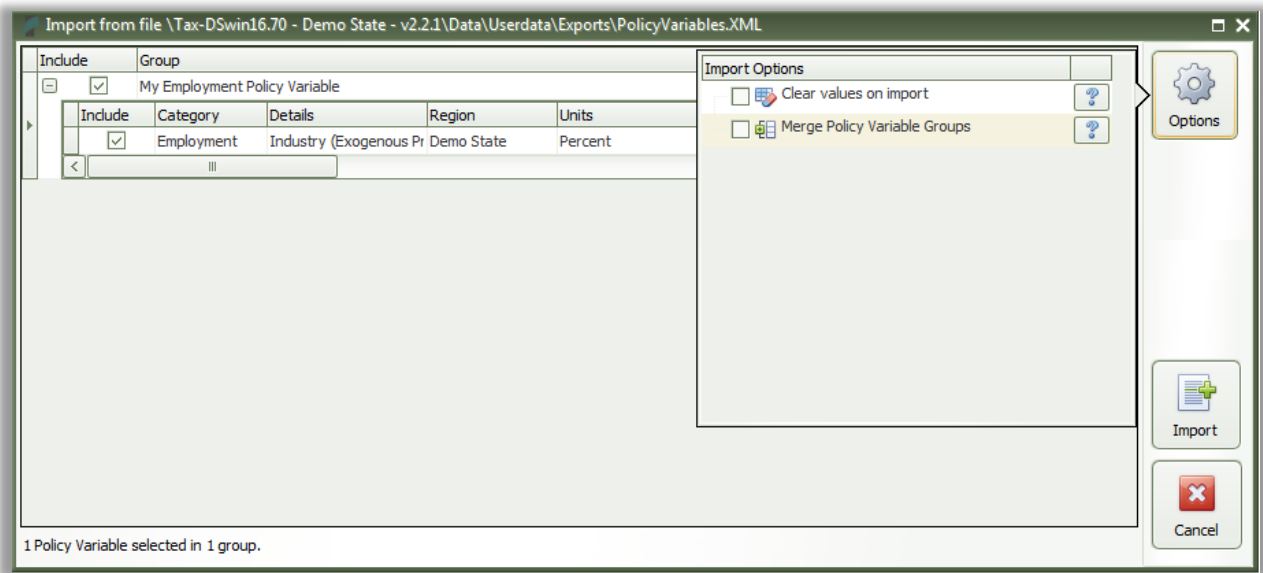 Import from file \Tax-DSwin16.70 - Demo State - v2.2.1\Data\Userdata\Exports\PolicyVariables.XML
Include Group
My Employment Policy Variable
Include Category Details Region Units
Employment Industry (Exogenous Pr Demo State Percent
Import Options
Clear values on import ?
Merge Policy Variable Groups ?
Options
Import
Cancel
1 Policy Variable selected in 1 group.